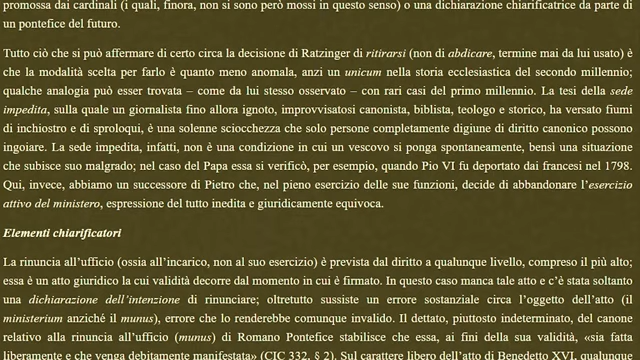 promossa dai cardinali (i quali, finora, non si sono però mossi in questo senso) o una dichiarazione chiarificatrice da parte di
un pontefice del futuro.
Tutto ciò che si può affermare di certo circa la decisione di Ratzinger di ritirarsi (non di abdicare, termine mai da lui usato) è
che la modalità scelta per farlo è quanto meno anomala, anzi un unicum nella storia ecclesiastica del secondo millennio;
qualche analogia può esser trovata – come da lui stesso osservato – con rari casi del primo millennio. La tesi della sede
impedita, sulla quale un giornalista fino allora ignoto, improvvisatosi canonista, biblista, teologo e storico, ha versato fiumi
di inchiostro e di sproloqui, è una solenne sciocchezza che solo persone completamente digiune di diritto canonico possono
ingoiare. La sede impedita, infatti, non è una condizione in cui un vescovo si ponga spontaneamente, bensì una situazione
che subisce suo malgrado; nel caso del Papa essa si verificò, per esempio, quando Pio VI fu deportato dai francesi nel 1798.
Qui, invece, abbiamo un successore di Pietro che, nel pieno esercizio delle sue funzioni, decide di abbandonare l'esercizio
attivo del ministero, espressione del tutto inedita e giuridicamente equivoca.
Elementi chiarificatori
La rinuncia all'ufficio (ossia all'incarico, non al suo esercizio) è prevista dal diritto a qualunque livello, compreso il più alto;
essa è un atto giuridico la cui validità decorre dal momento in cui è firmato. In questo caso manca tale atto e c'è stata soltanto
una dichiarazione dell'intenzione di rinunciare; oltretutto sussiste un errore sostanziale circa l'oggetto dell'atto (il
ministerium anziché il munus), errore che lo renderebbe comunque invalido. Il dettato, piuttosto indeterminato, del canone
relativo alla rinuncia all'ufficio (munus) di Romano Pontefice stabilisce che essa, ai fini della sua validità, «sia fatta
liberamente e che venga debitamente manifestata» (CIC 332, § 2). Sul carattere libero dell'atto di Benedetto XVI, qualunque